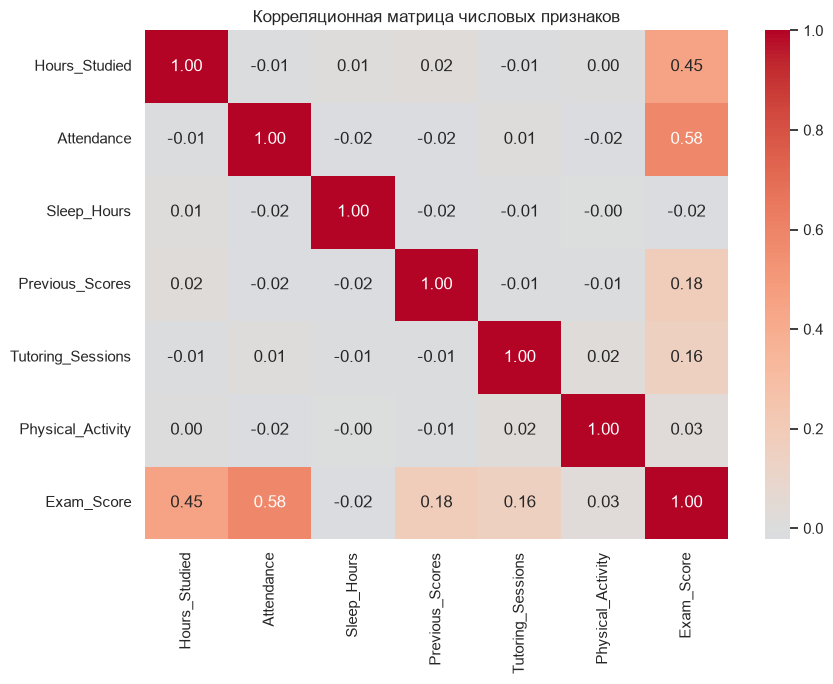 Корреляционная матрица числовых признаков
Hours_Studied 1.00 -0.01 0.01 0.02 -0.01 0.00 0.45
Attendance -0.01 1.00 -0.02 -0.02 0.01 -0.02 0.58
Sleep_Hours 0.01 -0.02 1.00 -0.02 -0.01 -0.00 -0.02
Previous_Scores 0.02 -0.02 -0.02 1.00 -0.01 -0.01 0.18
Tutoring_Sessions -0.01 0.01 -0.01 -0.01 1.00 0.02 0.16
Physical_Activity 0.00 -0.02 -0.00 -0.01 0.02 1.00 0.03
Exam_Score 0.45 0.58 -0.02 0.18 0.16 0.03 1.00
Hours_Studied
Attendance
Sleep_Hours
Previous_Scores
Tutoring_Sessions
Physical_Activity
Exam_Score
1.0
0.8
0.6
0.4
0.2
0.0